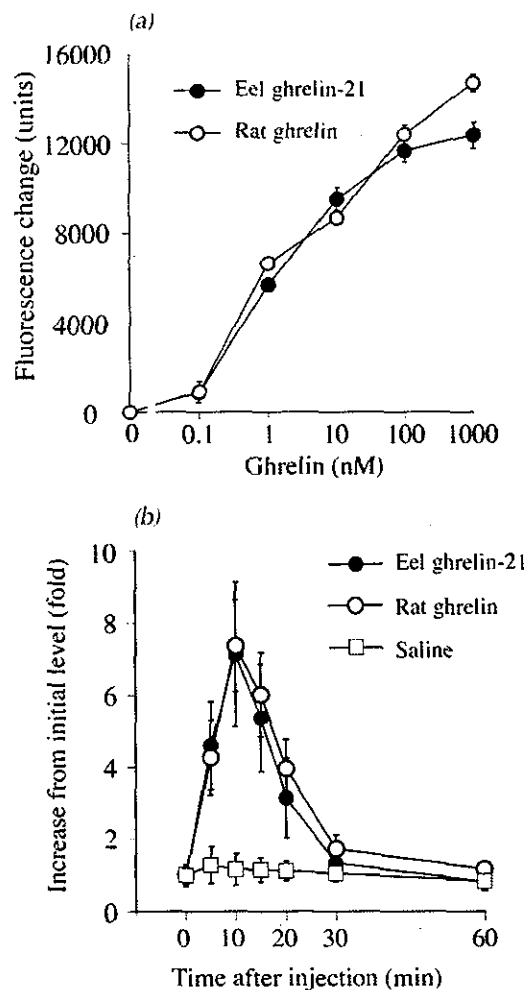 (a)
16000
12000
8000
4000
0
Fluorescence change (units)
Eel ghrelin-21
Rat ghrelin
0 0.1 1 10 100 1000
Ghrelin (nM)
(b)
10
8
6
4
2
0
Increase from initial level (fold)
Eel ghrelin-21
Rat ghrelin
Saline
0 10 20 30 60
Time after injection (min)